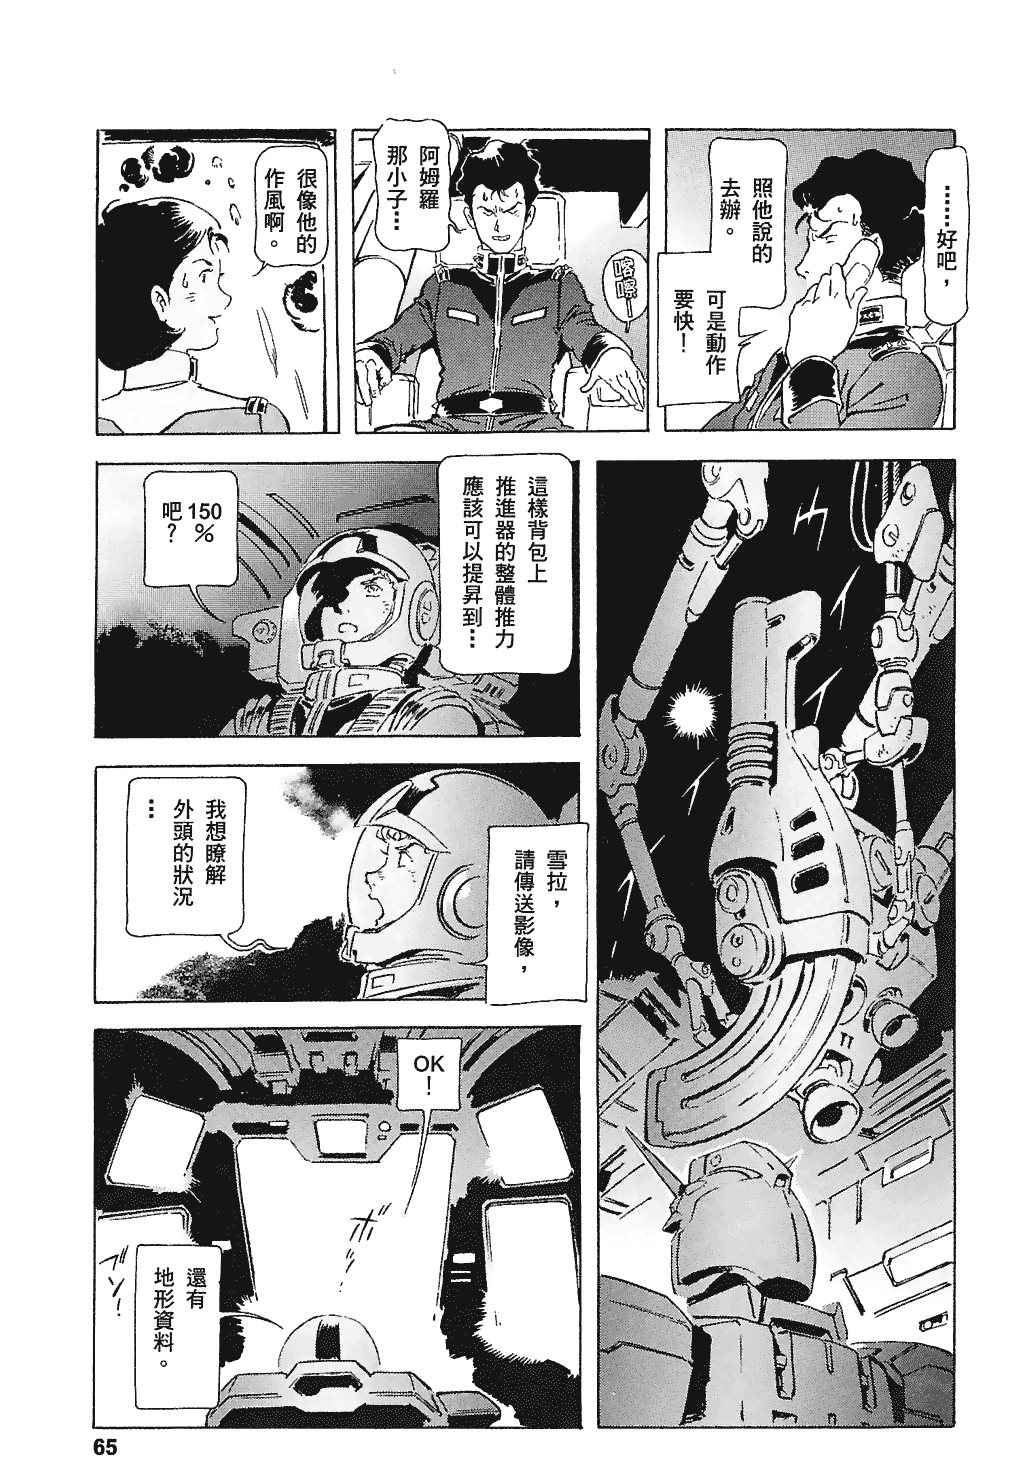 ……好吧，
照他說的
去辦。
可是動作
要快！
阿姆羅
那小子…
喀嚓—
很像他的
作風啊。
這樣背包上
推進器的整體推力
應該可以提昇到…
150%
吧？
雪拉，
請傳送影像，
我想瞭解
外頭的狀況
…
OK！
還有
地形資料。
65